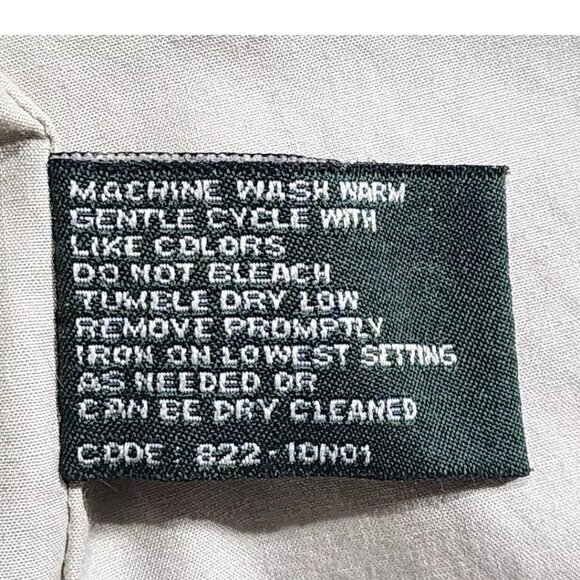 MACHINE WASH WARM
GENTLE CYCLE WITH
LIKE COLORS
DO NOT BLEACH
TUMBLE DRY LOW
REMOVE PROMPTLY
IRON ON LOWEST SETTING
AS NEEDED OR
CAN BE DRY CLEANED
CODE: 822-10N01